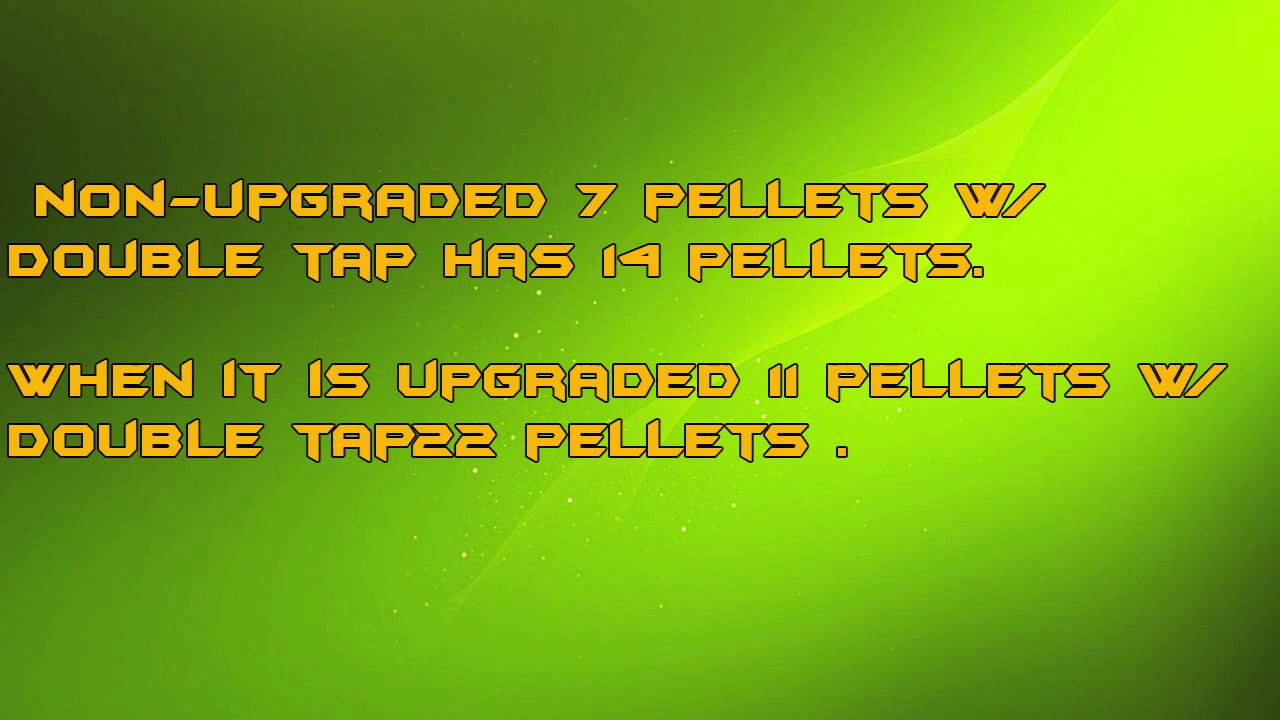 NON-UPGRADED 7 PELLETS W/
DOUBLE TAP HAS 14 PELLETS.
WHEN IT IS UPGRADED 11 PELLETS W/
DOUBLE TAP22 PELLETS .